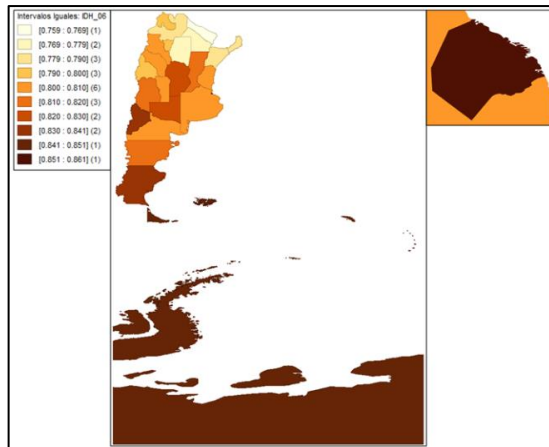 Intervalos Iguales: IDH_06
[0.759 : 0.769] (1)
[0.769 : 0.779] (2)
[0.779 : 0.790] (3)
[0.790 : 0.800] (3)
[0.800 : 0.810] (6)
[0.810 : 0.820] (3)
[0.820 : 0.830] (2)
[0.830 : 0.841] (2)
[0.841 : 0.851] (1)
[0.851 : 0.861] (1)